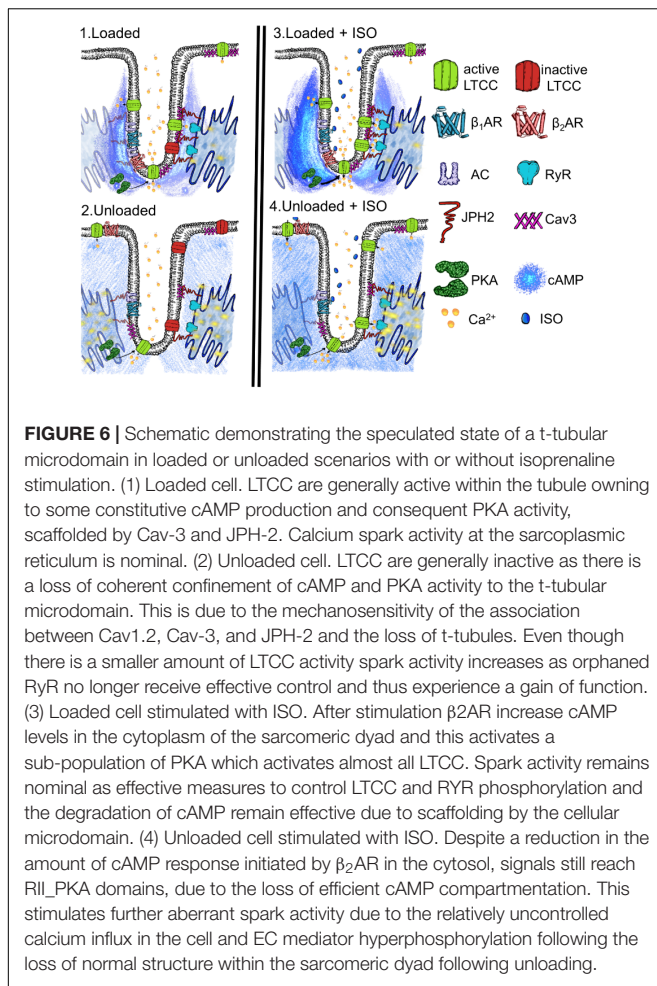 1.Loaded
3.Loaded + ISO
active LTCC
inactive LTCC
β₁AR
β₂AR
AC
RyR
JPH2
Cav3
2.Unloaded
4.Unloaded + ISO
PKA
cAMP
Ca²⁺
ISO
FIGURE 6 | Schematic demonstrating the speculated state of a t-tubular
microdomain in loaded or unloaded scenarios with or without isoprenaline
stimulation. (1) Loaded cell. LTCC are generally active within the tubule owning
to some constitutive cAMP production and consequent PKA activity,
scaffolded by Cav-3 and JPH-2. Calcium spark activity at the sarcoplasmic
reticulum is nominal. (2) Unloaded cell. LTCC are generally inactive as there is
a loss of coherent confinement of cAMP and PKA activity to the t-tubular
microdomain. This is due to the mechanosensitivity of the association
between Cav1.2, Cav-3, and JPH-2 and the loss of t-tubules. Even though
there is a smaller amount of LTCC activity spark activity increases as orphaned
RyR no longer receive effective control and thus experience a gain of function.
(3) Loaded cell stimulated with ISO. After stimulation β2AR increase cAMP
levels in the cytoplasm of the sarcomeric dyad and this activates a
sub-population of PKA which activates almost all LTCC. Spark activity remains
nominal as effective measures to control LTCC and RYR phosphorylation and
the degradation of cAMP remain effective due to scaffolding by the cellular
microdomain. (4) Unloaded cell stimulated with ISO. Despite a reduction in the
amount of cAMP response initiated by β₂AR in the cytosol, signals still reach
RII_PKA domains, due to the loss of efficient cAMP compartmentation. This
stimulates further aberrant spark activity due to the relatively uncontrolled
calcium influx in the cell and EC mediator hyperphosphorylation following the
loss of normal structure within the sarcomeric dyad following unloading.